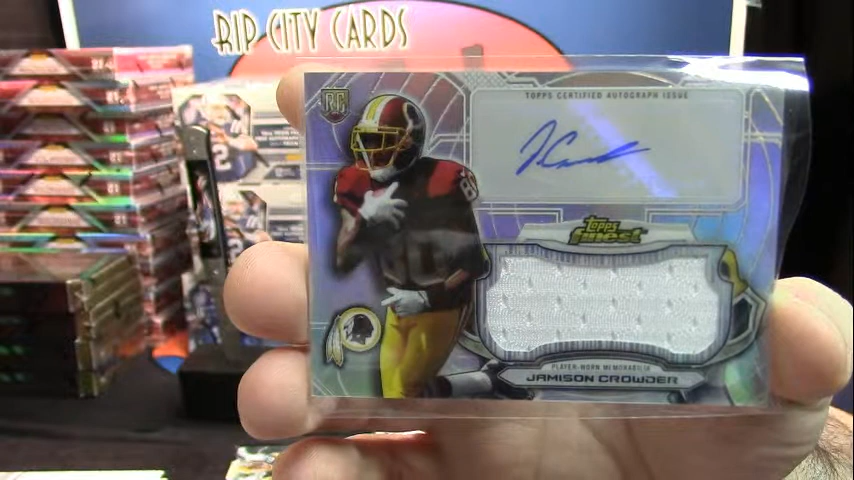 RIP CITY CARDS
RC
TOPPS CERTIFIED AUTOGRAPH ISSUE
Topps
finest
PLAYER-WORN MEMORABILIA
JAMISON CROWDER